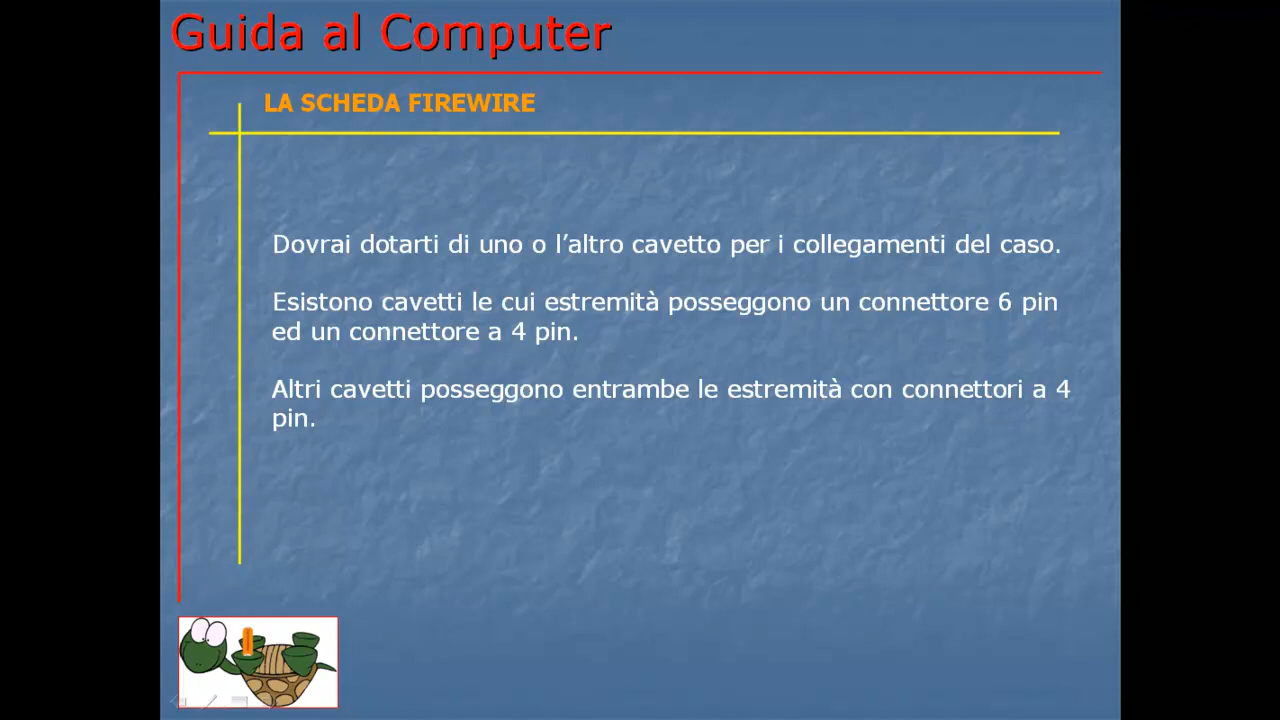 Guida al Computer
LA SCHEDA FIREWIRE
Dovrai dotarti di uno o l’altro cavetto per i collegamenti del caso.
Esistono cavetti le cui estremità posseggono un connettore 6 pin
ed un connettore a 4 pin.
Altri cavetti posseggono entrambe le estremità con connettori a 4
pin.